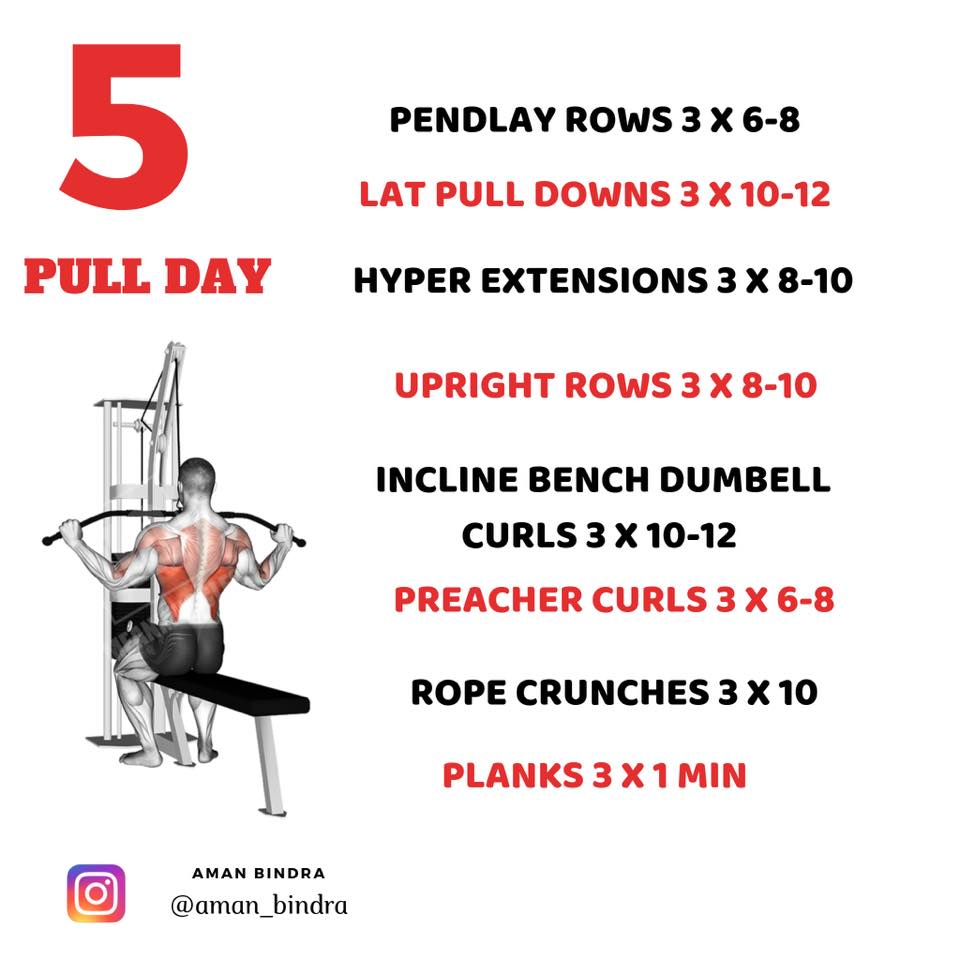 5
PULL DAY
PENDLAY ROWS 3 X 6-8
LAT PULL DOWNS 3 X 10-12
HYPER EXTENSIONS 3 X 8-10
UPRIGHT ROWS 3 X 8-10
INCLINE BENCH DUMBELL
CURLS 3 X 10-12
PREACHER CURLS 3 X 6-8
ROPE CRUNCHES 3 X 10
PLANKS 3 X 1 MIN
AMAN BINDRA
@aman_bindra